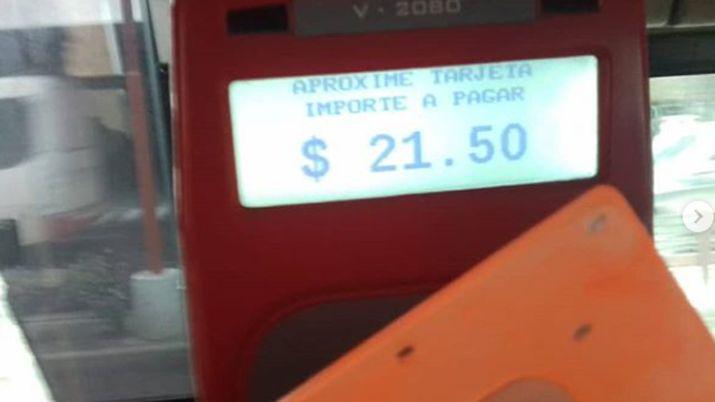 V-2080
APROXIME TARJETA
IMPORTE A PAGAR
$ 21.50